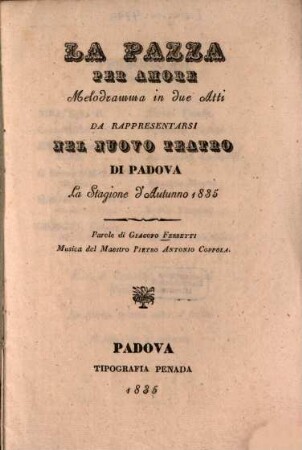 LA PAZZA
PER AMORE
Melodramma in due Atti
DA RAPPRESENTARSI
NEL NUOVO TEATRO
DI PADOVA
La Stagione d'Autunno 1835
Parole di Giacopo Ferretti
Musica del Maestro Pietro Antonio Coppola.
PADOVA
TIPOGRAFIA PENADA
1835